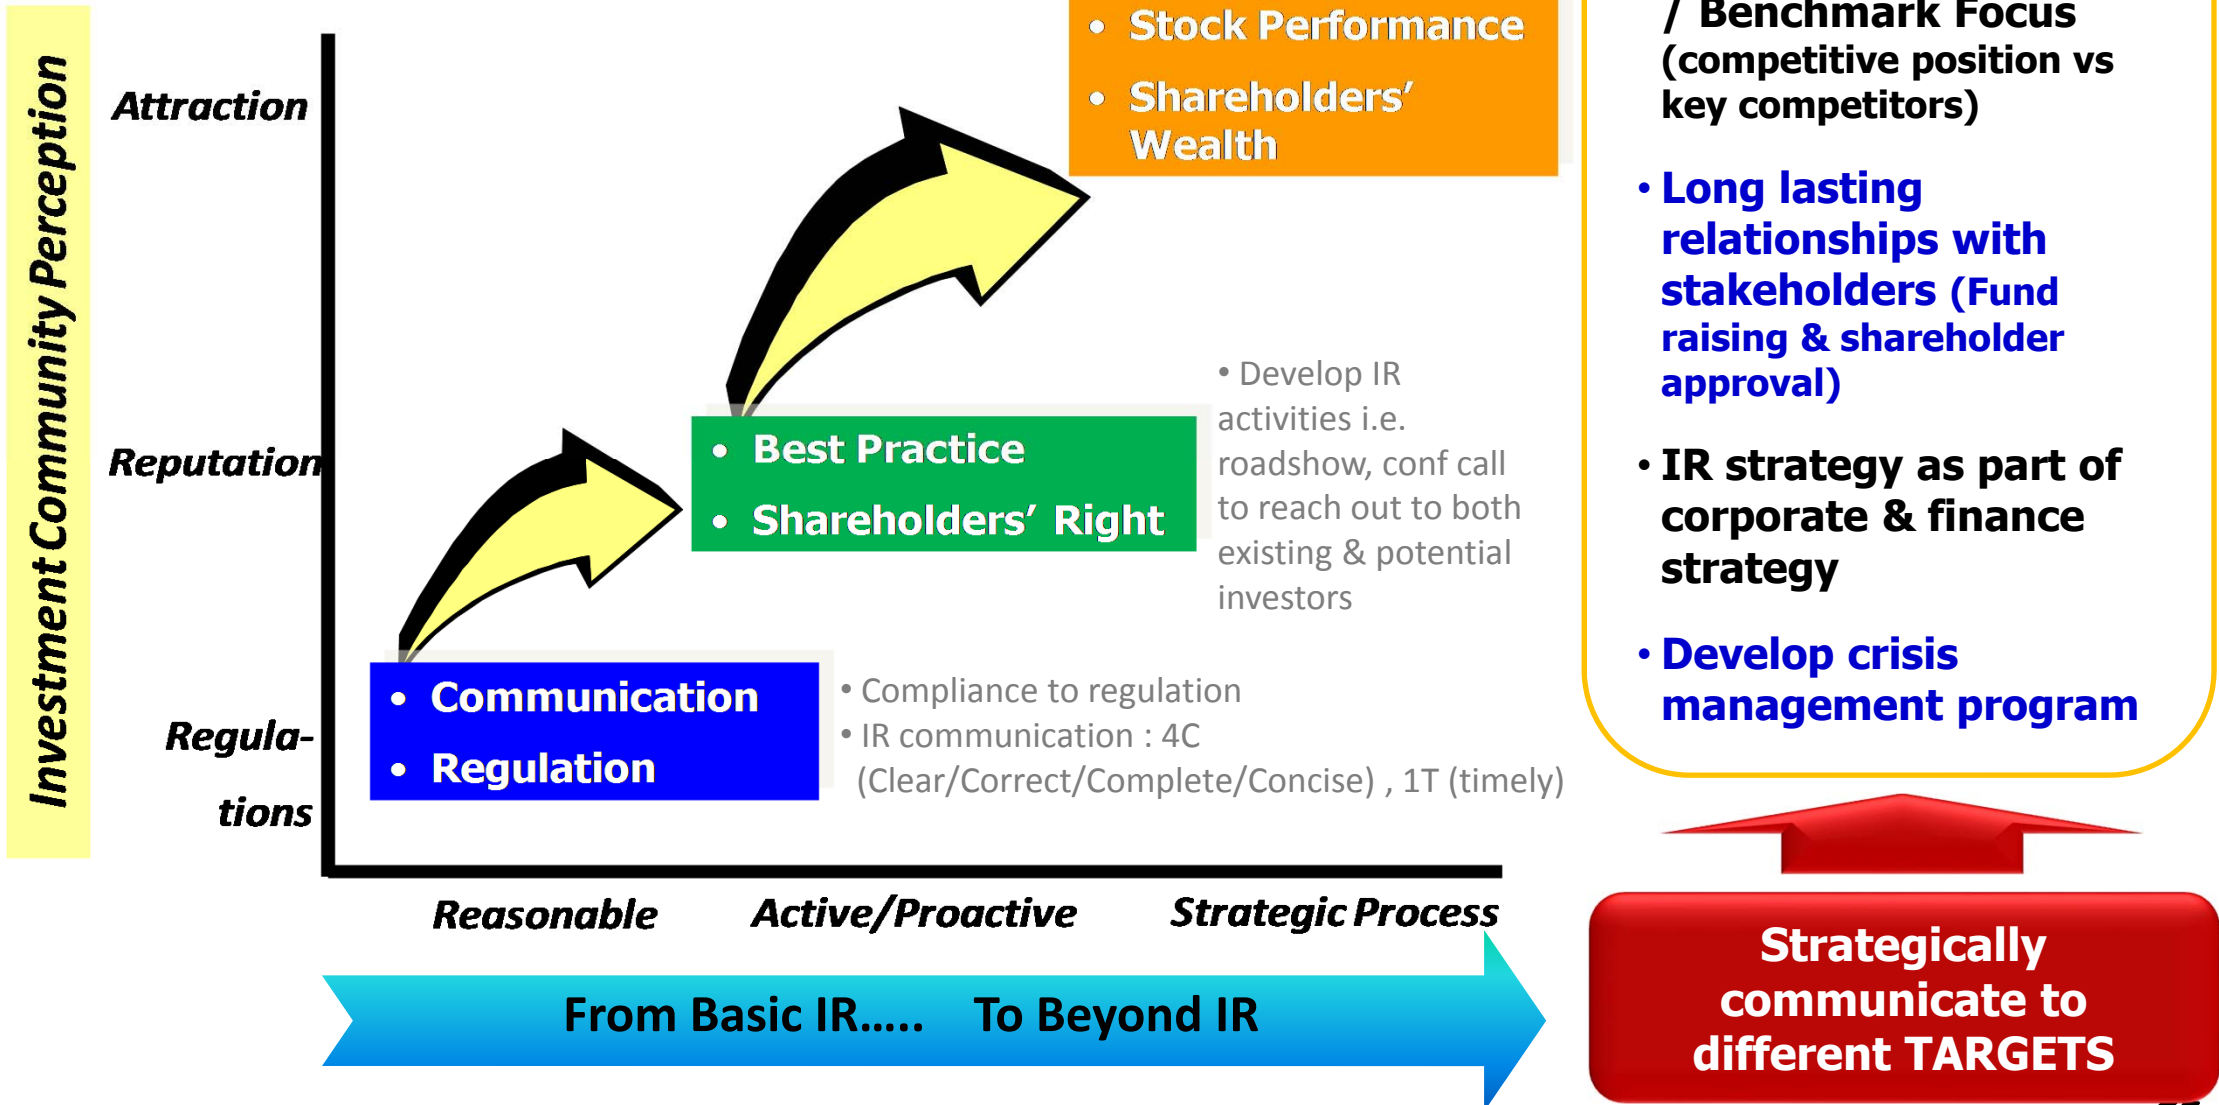 Investment Community Perception
Attraction
Reputation
Regula-
tions
• Stock Performance
• Shareholders’
Wealth
• Best Practice
• Shareholders’ Right
• Develop IR
activities i.e.
roadshow, conf call
to reach out to both
existing & potential
investors
• Communication
• Regulation
• Compliance to regulation
• IR communication : 4C
(Clear/Correct/Complete/Concise) , 1T (timely)
Reasonable
Active/Proactive
Strategic Process
From Basic IR..... To Beyond IR
/ Benchmark Focus
(competitive position vs
key competitors)
• Long lasting
relationships with
stakeholders (Fund
raising & shareholder
approval)
• IR strategy as part of
corporate & finance
strategy
• Develop crisis
management program
Strategically
communicate to
different TARGETS